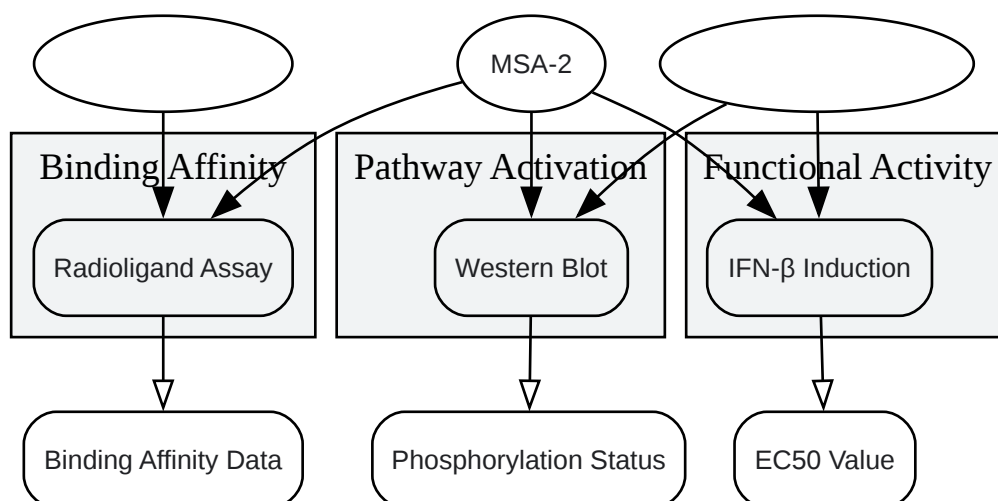 MSA-2
Binding Affinity
Pathway Activation
Functional Activity
Radioligand Assay
Western Blot
IFN-β Induction
Binding Affinity Data
Phosphorylation Status
EC50 Value